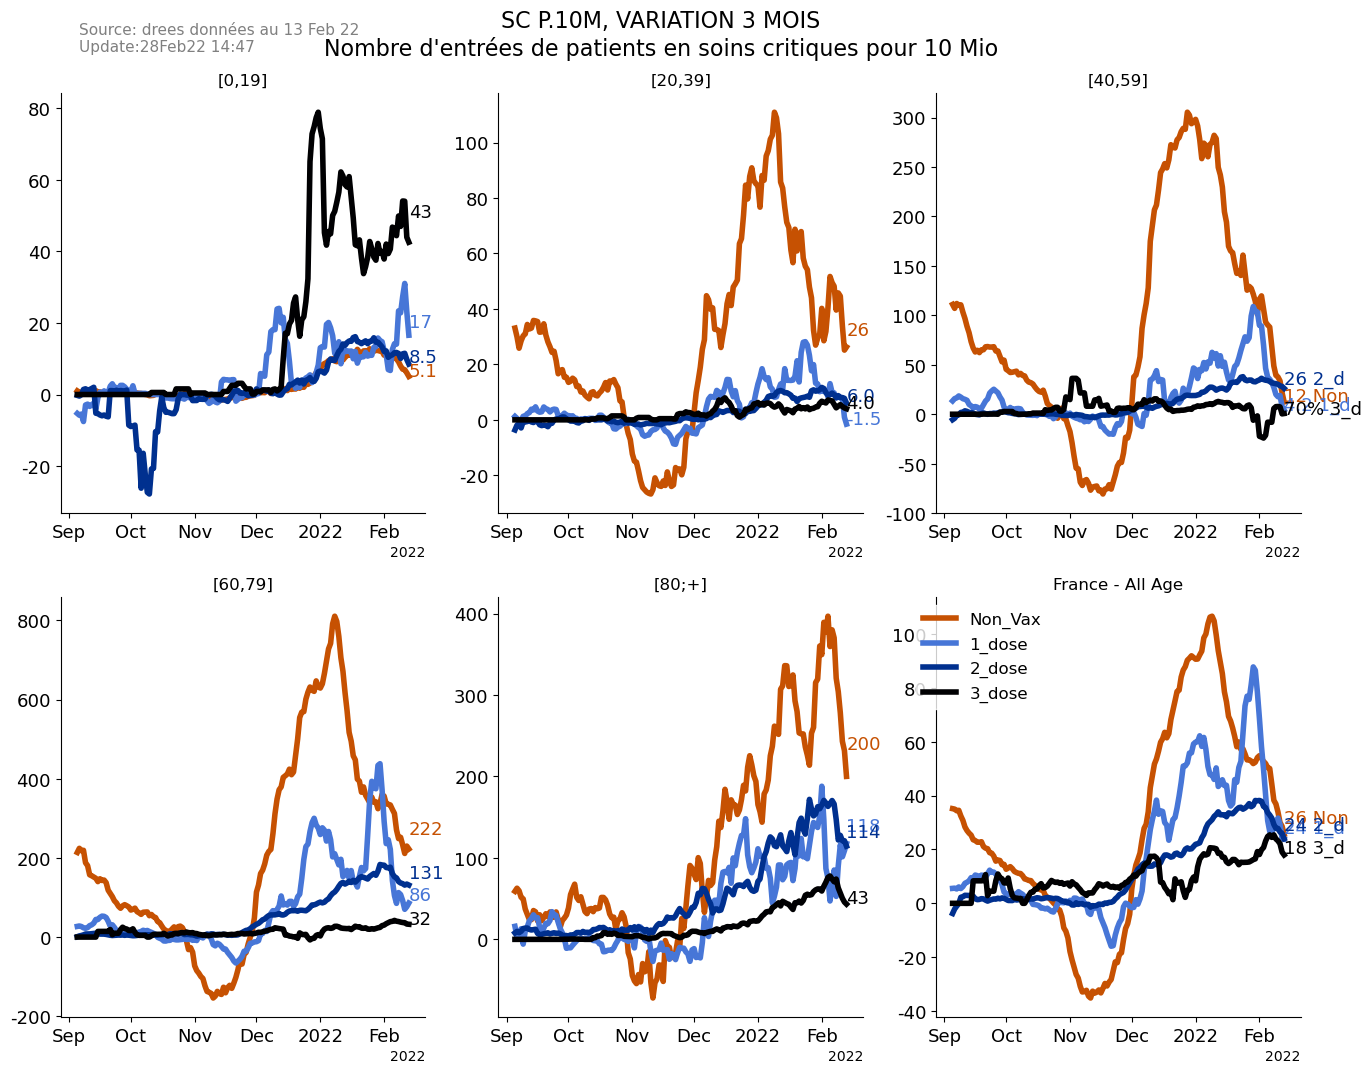 SC P.10M, VARIATION 3 MOIS
Source: drees données au 13 Feb 22
Update:28Feb22 14:47
Nombre d'entrées de patients en soins critiques pour 10 Mio
[0,19]
80
60
40
20
0
-20
43
17
8.5
5.1
Sep Oct Nov Dec 2022 Feb
2022
[20,39]
100
80
60
40
20
0
-20
26
6.0
4.0
-1.5
Sep Oct Nov Dec 2022 Feb
2022
[40,59]
300
250
200
150
100
50
0
-50
-100
26 2_d
12 Non
1_d
70% 3_d
Sep Oct Nov Dec 2022 Feb
2022
[60,79]
800
600
400
200
0
-200
222
131
86
32
Sep Oct Nov Dec 2022 Feb
2022
[80;+]
400
300
200
100
0
200
118
114
43
Sep Oct Nov Dec 2022 Feb
2022
France - All Age
Non_Vax
1_dose
2_dose
3_dose
100
80
60
40
20
0
-20
-40
26 Non
24 2_d
24 1_d
18 3_d
Sep Oct Nov Dec 2022 Feb
2022